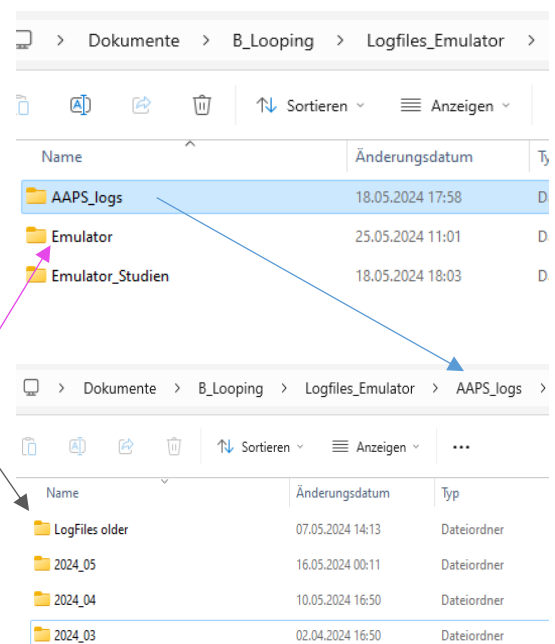 > Dokumente > B_Looping > Logfiles_Emulator >
Sortieren Anzeigen
Name Änderungsdatum Ty
AAPS_logs 18.05.2024 17:58 D
Emulator 25.05.2024 11:01 D
Emulator_Studien 18.05.2024 18:03 D
> Dokumente > B_Looping > Logfiles_Emulator > AAPS_logs >
Sortieren Anzeigen ...
Name Änderungsdatum Typ
LogFiles older 07.05.2024 14:13 Dateiordner
2024_05 16.05.2024 00:11 Dateiordner
2024_04 10.05.2024 16:50 Dateiordner
2024_03 02.04.2024 16:50 Dateiordner